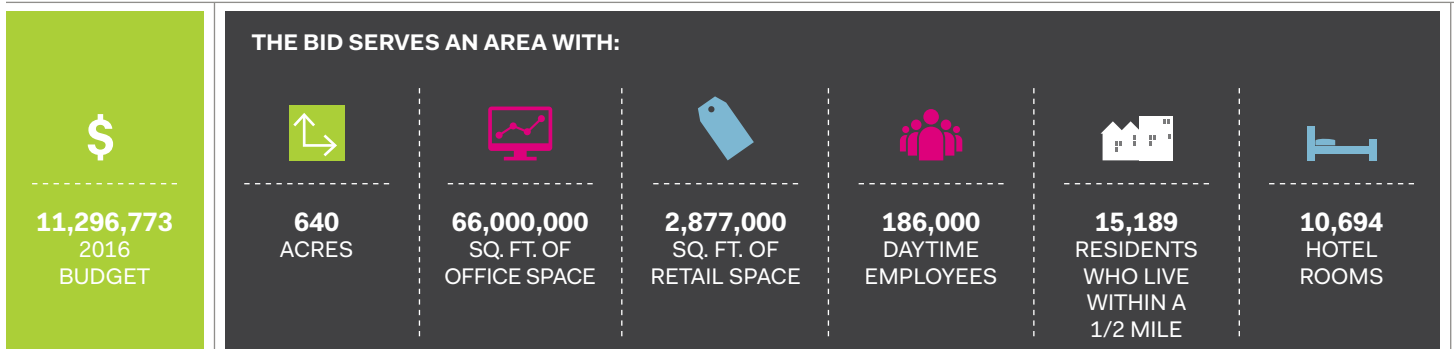 $
11,296,773
2016
BUDGET
THE BID SERVES AN AREA WITH:
640
ACRES
66,000,000
SQ. FT. OF
OFFICE SPACE
2,877,000
SQ. FT. OF
RETAIL SPACE
186,000
DAYTIME
EMPLOYEES
15,189
RESIDENTS
WHO LIVE
WITHIN A
1/2 MILE
10,694
HOTEL
ROOMS